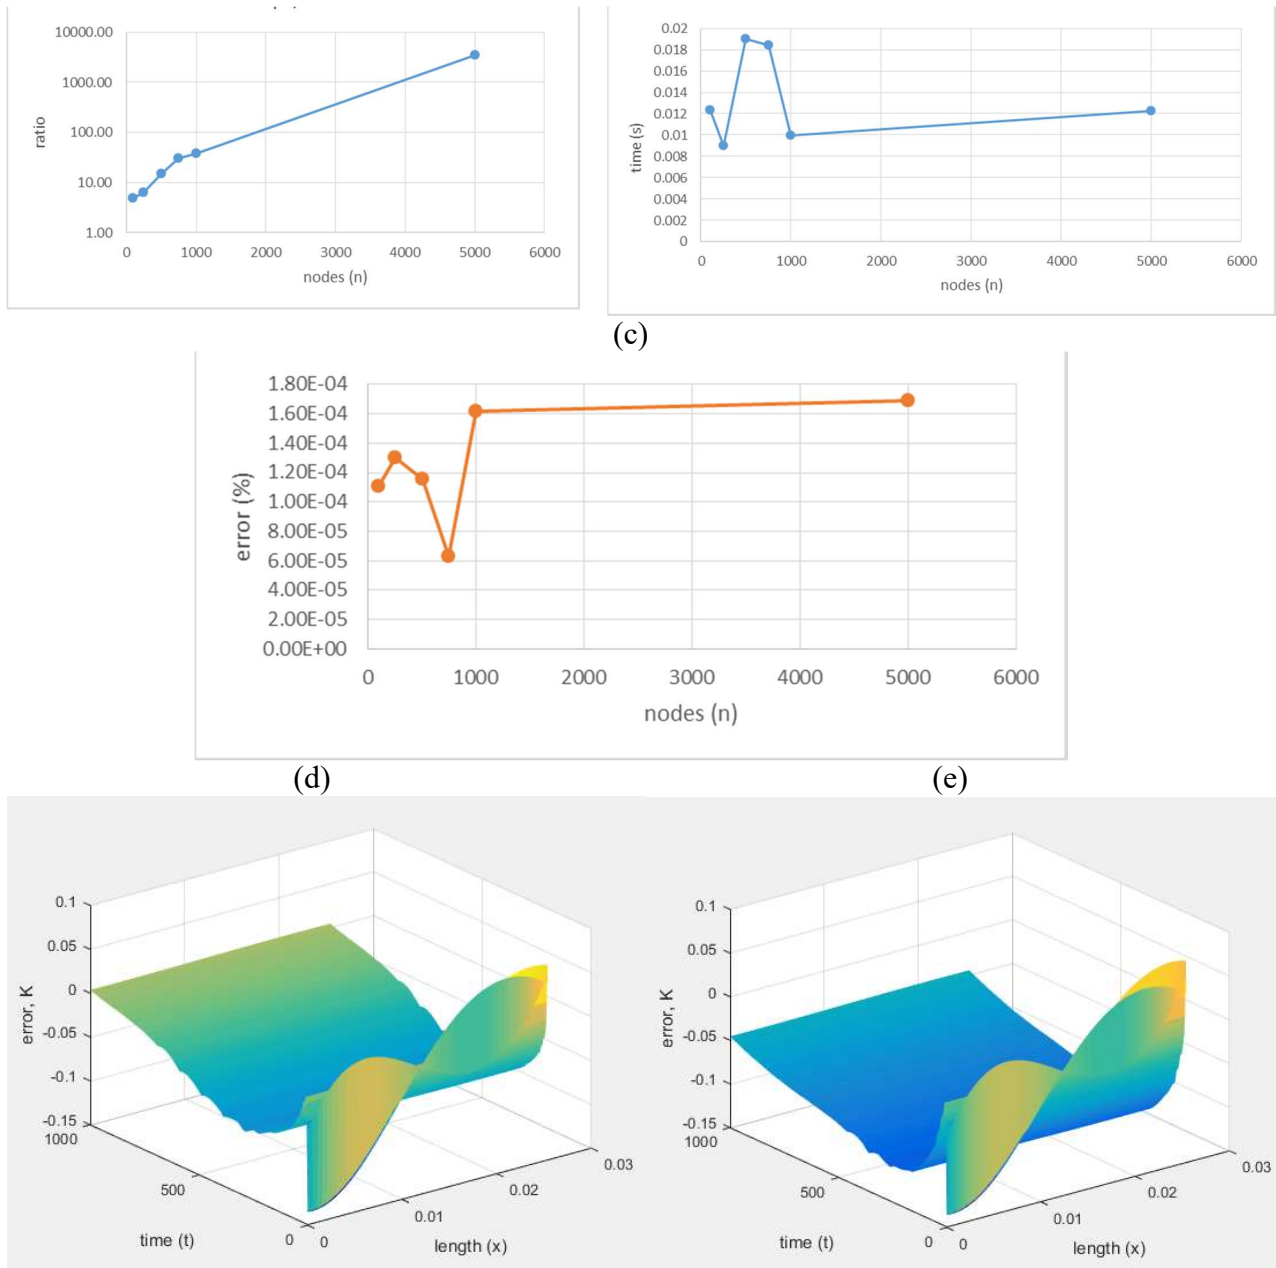 10000.00
1000.00
100.00
10.00
1.00
ratio
0 1000 2000 3000 4000 5000 6000
nodes (n)
0.02
0.018
0.016
0.014
0.012
0.01
0.008
0.006
0.004
0.002
0
time (s)
0 1000 2000 3000 4000 5000 6000
nodes (n)
(c)
1.80E-04
1.60E-04
1.40E-04
1.20E-04
1.00E-04
8.00E-05
6.00E-05
4.00E-05
2.00E-05
0.00E+00
error (%)
0 1000 2000 3000 4000 5000 6000
nodes (n)
(d) (e)
0.1
0.05
0
-0.05
-0.1
-0.15
error, K
1000
500
0
time (t)
0
0.01
0.02
0.03
length (x)
0.1
0.05
0
-0.05
-0.1
-0.15
error, K
1000
500
0
time (t)
0
0.01
0.02
0.03
length (x)